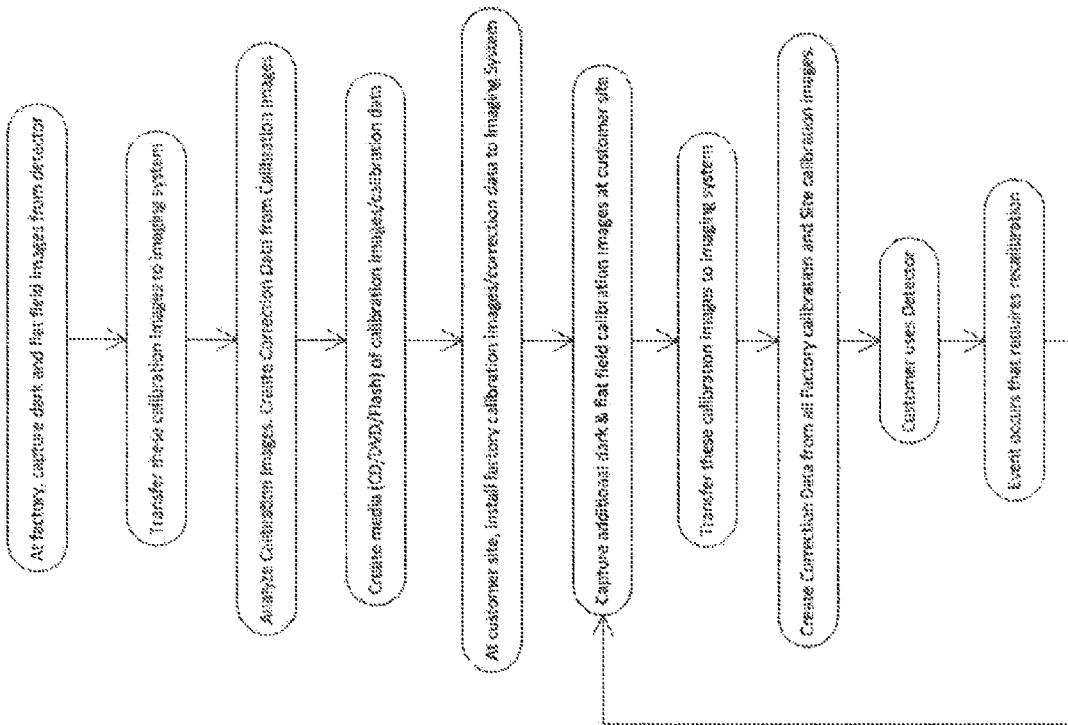 At factory, capture dark and flat field images from detector
Transfer these calibration images to imaging system
Analyze Calibration Images. Create Correction Data from Calibration Images
Create media (CD/DVD/Flash) of calibration images/calibration data
At customer site, install factory calibration images/correction data to Imaging System
Capture additional dark & flat field calibration images at customer site
Transfer these calibration images to imaging system
Create Correction Data from all Factory calibration and Site calibration images.
Customer uses Detector
Event occurs that requires recalibration